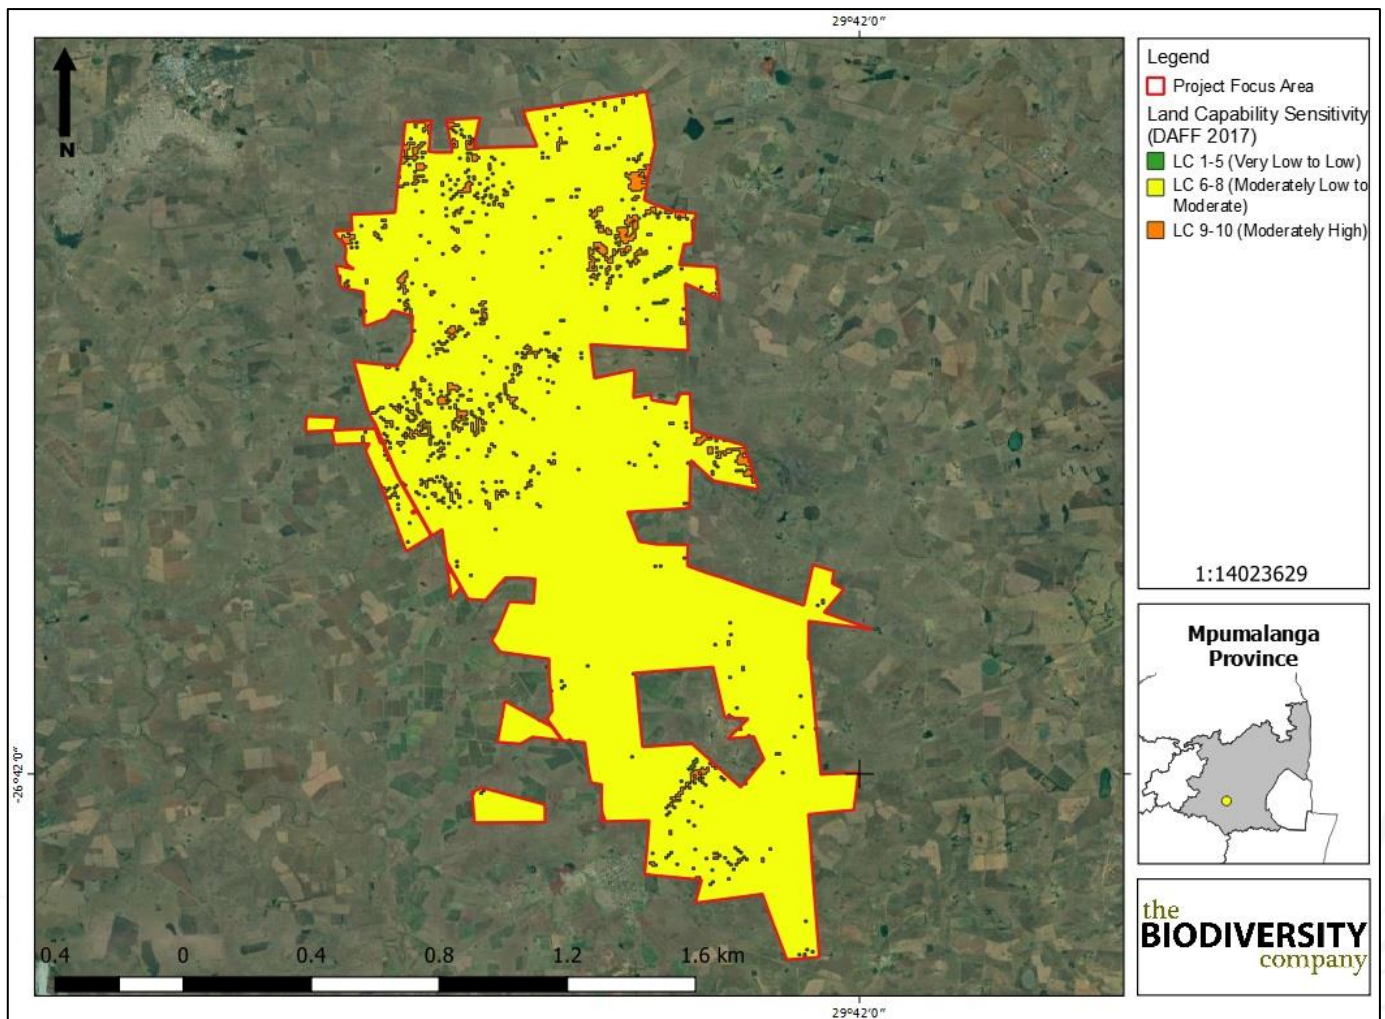 29°42'0"
N
Legend
Project Focus Area
Land Capability Sensitivity
(DAFF 2017)
LC 1-5 (Very Low to Low)
LC 6-8 (Moderately Low to
Moderate)
LC 9-10 (Moderately High)
1:14023629
Mpumalanga
Province
-26°42'0"
the
BIODIVERSITY
company
0.4 0 0.4 0.8 1.2 1.6 km
29°42'0"